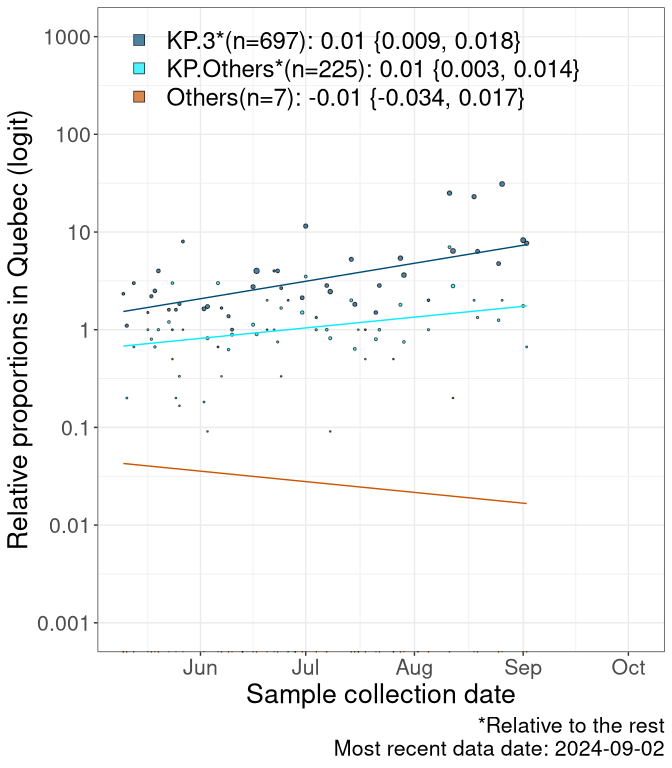 KP.3*(n=697): 0.01 {0.009, 0.018}
KP.Others*(n=225): 0.01 {0.003, 0.014}
Others(n=7): -0.01 {-0.034, 0.017}
Relative proportions in Quebec (logit)
1000
100
10
1
0.1
0.01
0.001
Jun Jul Aug Sep Oct
Sample collection date
*Relative to the rest
Most recent data date: 2024-09-02